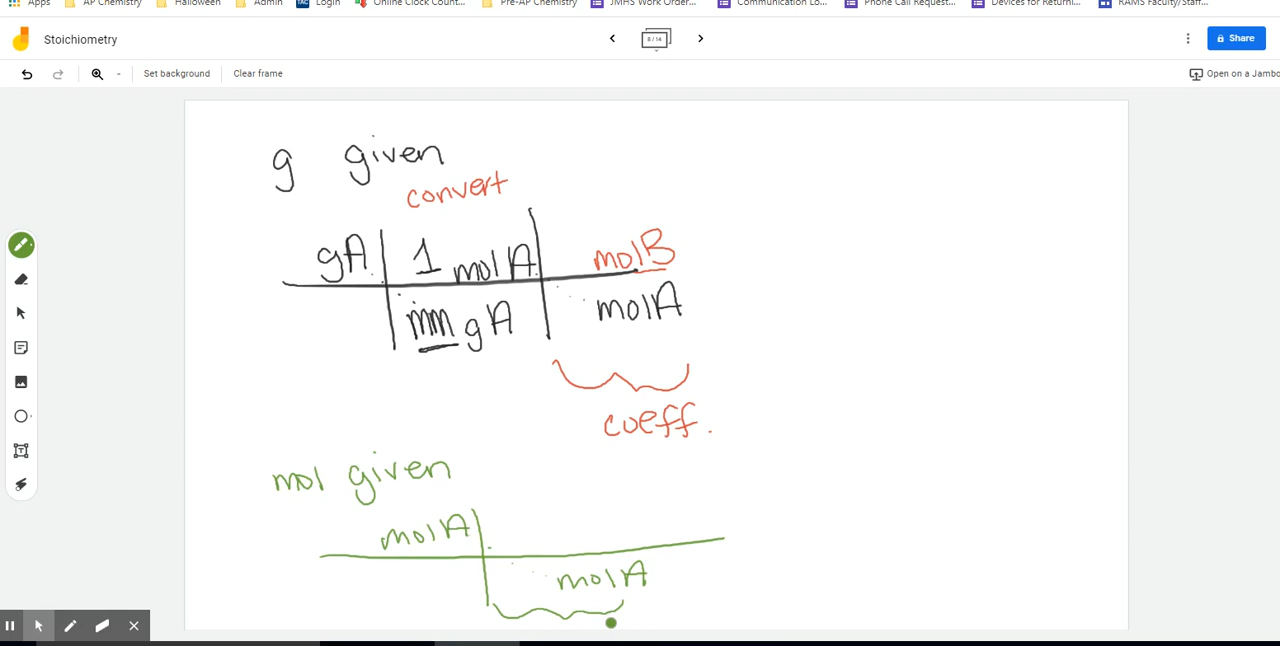 Apps AP Chemistry Halloween Admin Login Online Clock Count... Pre-AP Chemistry JMHS Work Order... Communication Lo... Phone Call Request... Devices for Returni... RAMS Faculty/Staff...
Stoichiometry 8 / 14 Share
Set background Clear frame Open on a Jambo
g given
convert
gA 1 molA molB
mm gA molA
coeff.
mol given
molA
molA